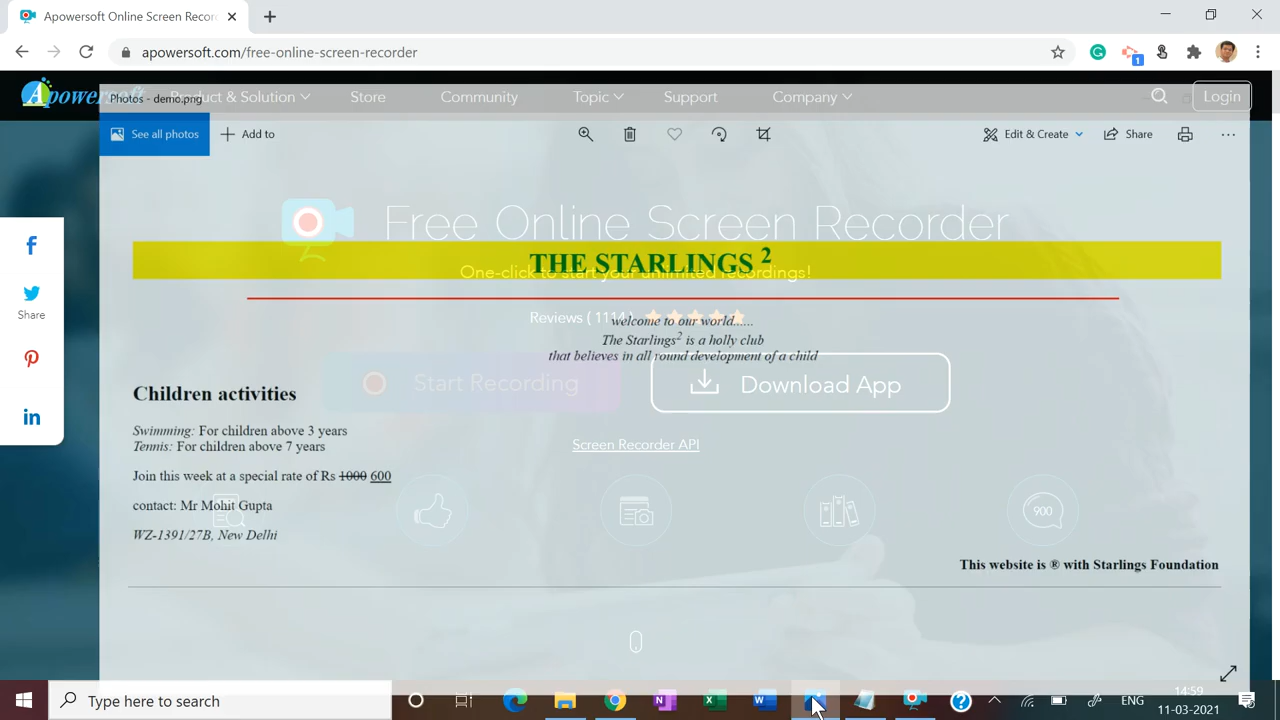 Apowersoft Online Screen Recor
apowersoft.com/free-online-screen-recorder
1
Apowersoft
Product & Solution
Store
Community
Topic
Support
Company
Login
Photos - demo.png
See all photos
Add to
Edit & Create
Share
Free Online Screen Recorder
THE STARLINGS 2
One-click to start your unlimited recordings!
Share
Reviews ( 1114 )
welcome to our world......
The Starlings2 is a holly club
that believes in all round development of a child
Start Recording
Download App
Children activities
Swimming: For children above 3 years
Tennis: For children above 7 years
Screen Recorder API
Join this week at a special rate of Rs 1000 600
contact: Mr Mohit Gupta
900
WZ-1391/27B, New Delhi
This website is ® with Starlings Foundation
Type here to search
ENG
14:59
11-03-2021